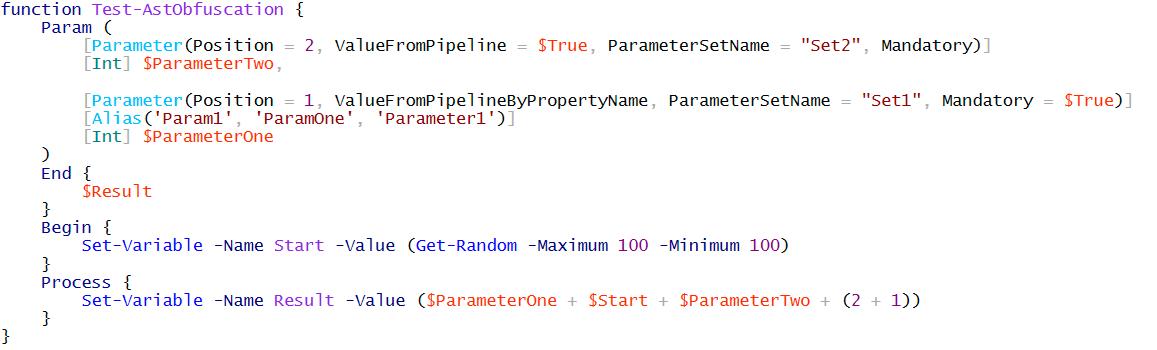 function Test-AstObfuscation {
    Param (
        [Parameter(Position = 2, ValueFromPipeline = $True, ParameterSetName = "Set2", Mandatory)]
        [Int] $ParameterTwo,

        [Parameter(Position = 1, ValueFromPipelineByPropertyName, ParameterSetName = "Set1", Mandatory = $True)]
        [Alias('Param1', 'ParamOne', 'Parameter1')]
        [Int] $ParameterOne
    )
    End {
        $Result
    }
    Begin {
        Set-Variable -Name Start -Value (Get-Random -Maximum 100 -Minimum 100)
    }
    Process {
        Set-Variable -Name Result -Value ($ParameterOne + $Start + $ParameterTwo + (2 + 1))
    }
}